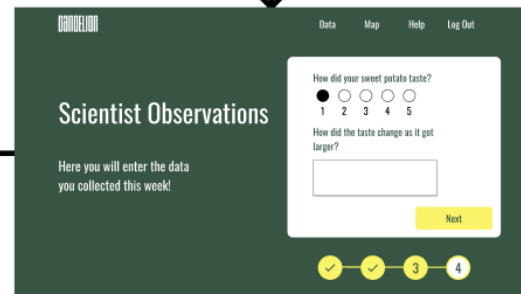 DANDELION
Data Map Help Log Out
Scientist Observations
Here you will enter the data
you collected this week!
How did your sweet potato taste?
1 2 3 4 5
How did the taste change as it got
larger?
Next
3 4